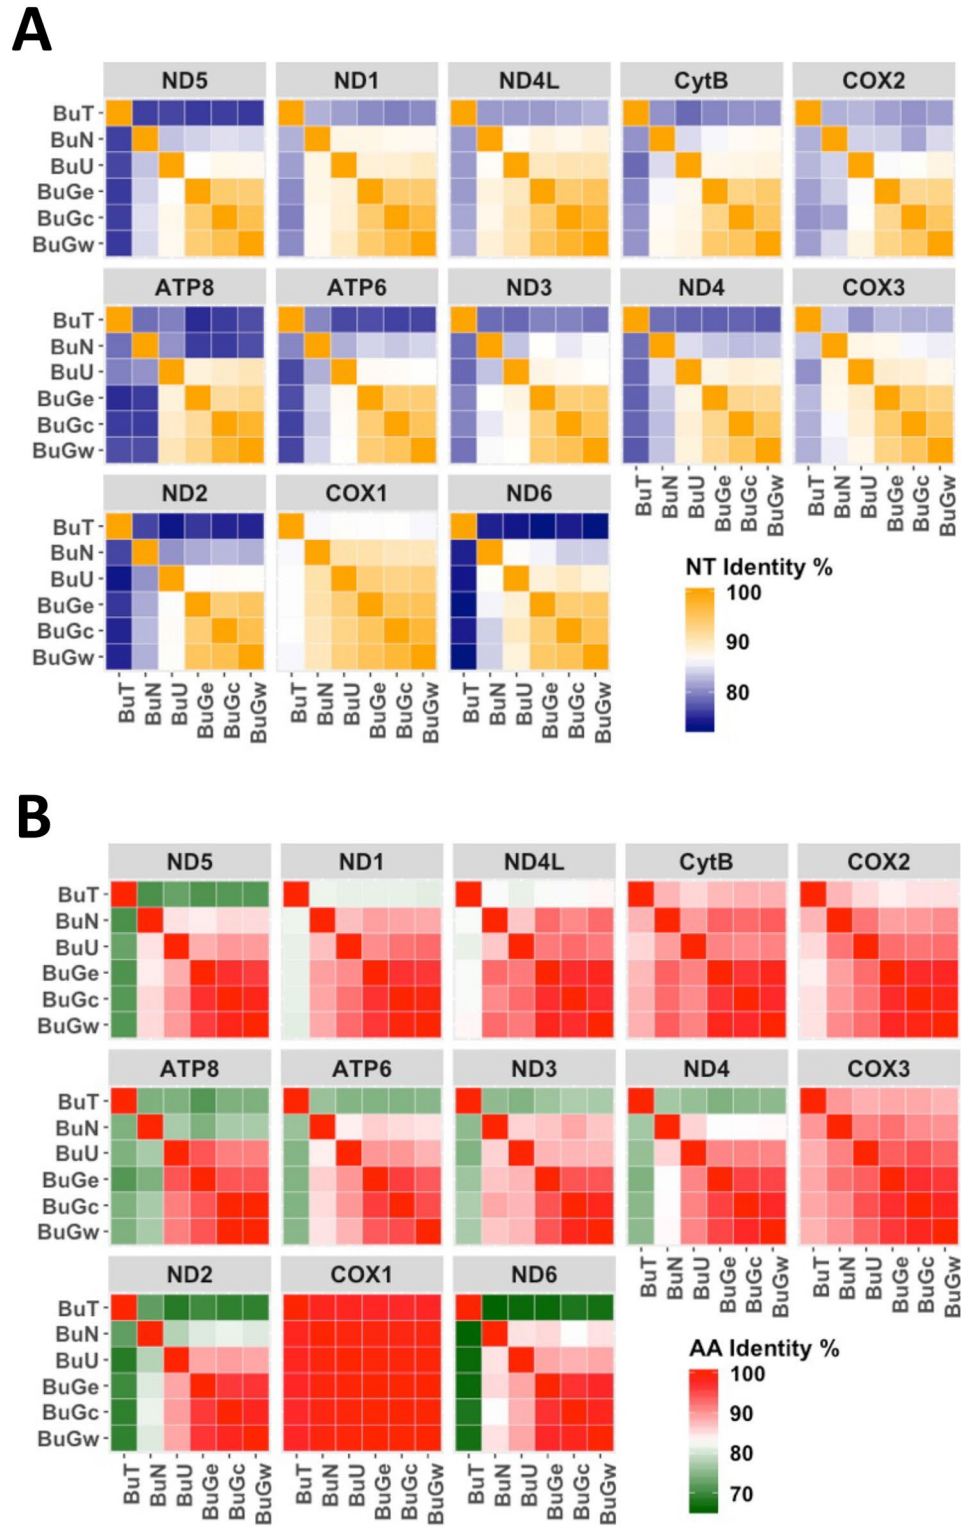 A
ND5 ND1 ND4L CytB COX2
BuT
BuN
BuU
BuGe
BuGc
BuGw
ATP8 ATP6 ND3 ND4 COX3
BuT
BuN
BuU
BuGe
BuGc
BuGw
BuT BuN BuU BuGe BuGc BuGw BuT BuN BuU BuGe BuGc BuGw
ND2 COX1 ND6
BuT
BuN
BuU
BuGe
BuGc
BuGw
BuT BuN BuU BuGe BuGc BuGw BuT BuN BuU BuGe BuGc BuGw BuT BuN BuU BuGe BuGc BuGw
NT Identity %
100
90
80
B
ND5 ND1 ND4L CytB COX2
BuT
BuN
BuU
BuGe
BuGc
BuGw
ATP8 ATP6 ND3 ND4 COX3
BuT
BuN
BuU
BuGe
BuGc
BuGw
BuT BuN BuU BuGe BuGc BuGw BuT BuN BuU BuGe BuGc BuGw
ND2 COX1 ND6
BuT
BuN
BuU
BuGe
BuGc
BuGw
BuT BuN BuU BuGe BuGc BuGw BuT BuN BuU BuGe BuGc BuGw BuT BuN BuU BuGe BuGc BuGw
AA Identity %
100
90
80
70